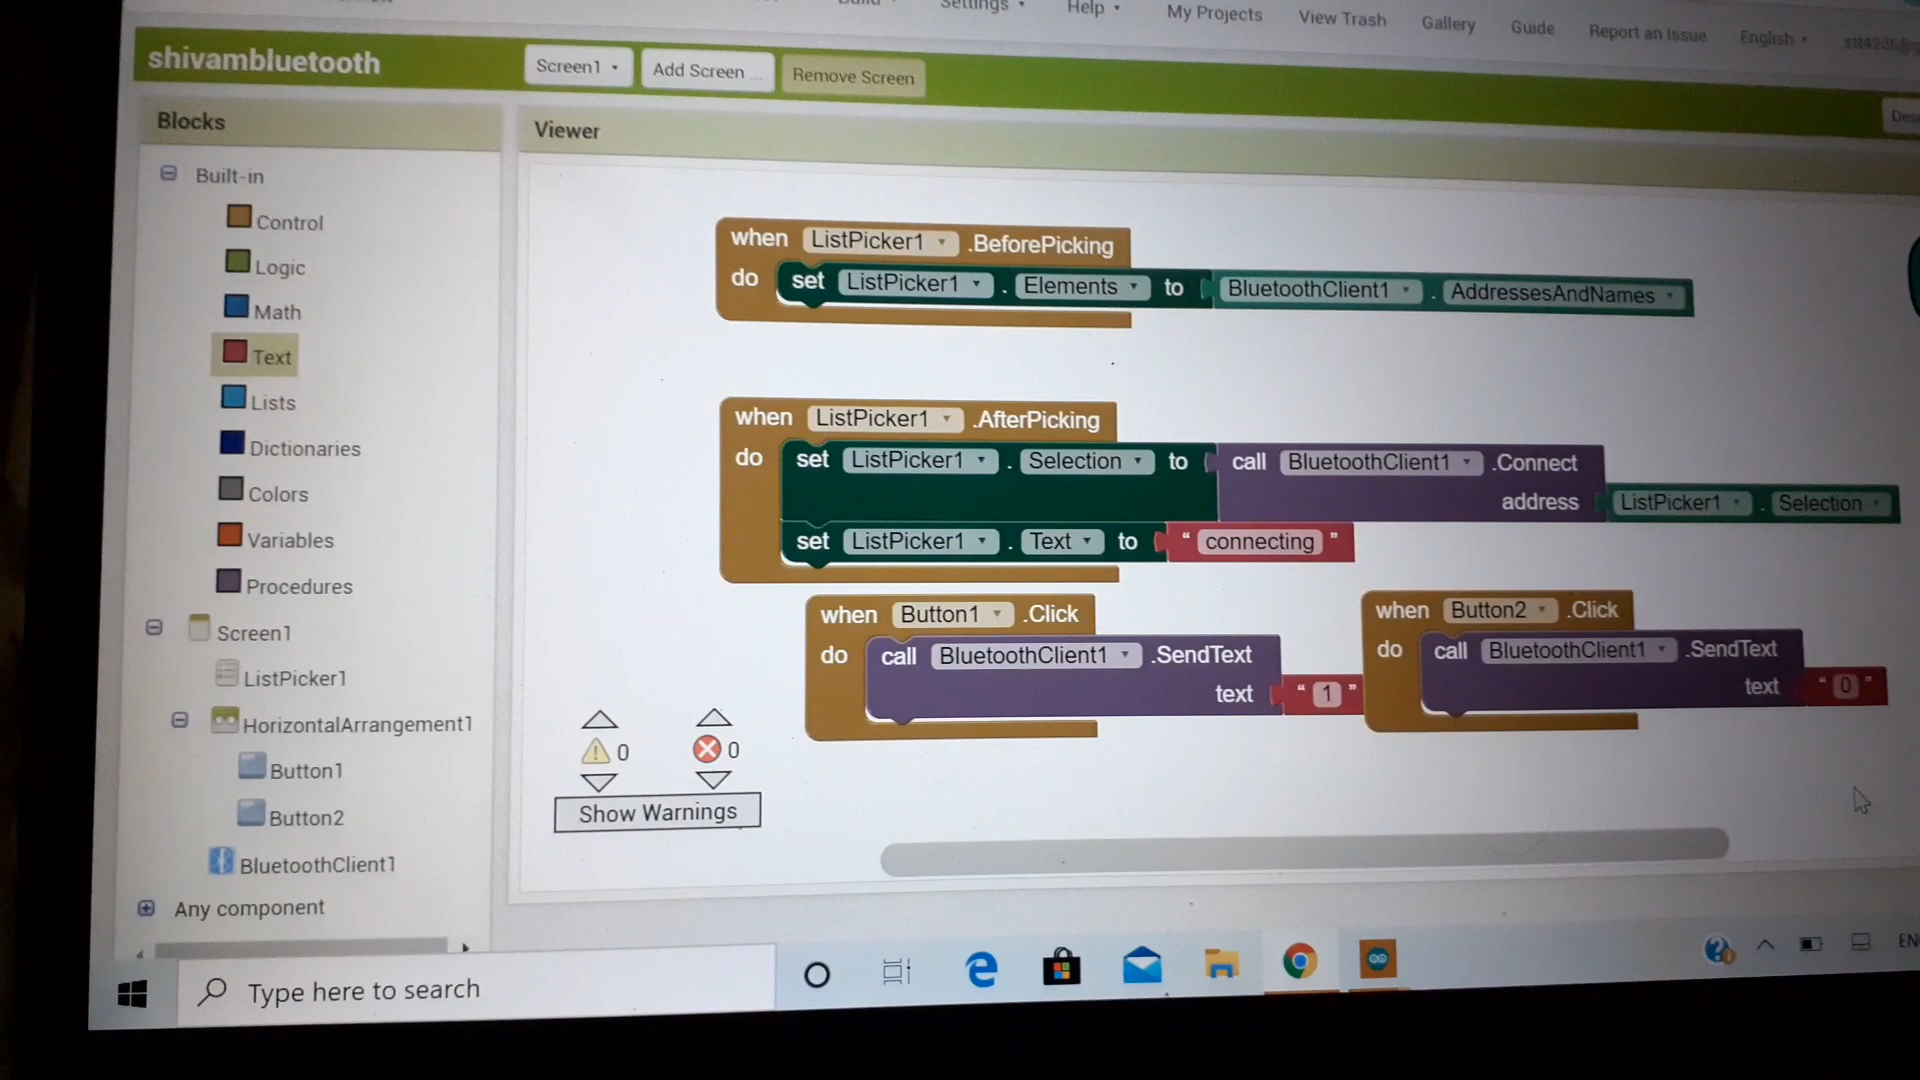 Settings
Help
My Projects
View Trash
Gallery
Guide
Report an Issue
English
shivambluetooth
Screen1
Add Screen ...
Remove Screen
Blocks
Viewer
Built-in
Control
Logic
Math
Text
Lists
Dictionaries
Colors
Variables
Procedures
Screen1
ListPicker1
HorizontalArrangement1
Button1
Button2
BluetoothClient1
Any component
when ListPicker1 .BeforePicking
do set ListPicker1 . Elements to BluetoothClient1 . AddressesAndNames
when ListPicker1 .AfterPicking
do set ListPicker1 . Selection to call BluetoothClient1 .Connect
address ListPicker1 . Selection
set ListPicker1 . Text to “ connecting ”
when Button1 .Click
do call BluetoothClient1 .SendText
text “ 1 ”
when Button2 .Click
do call BluetoothClient1 .SendText
text “ 0 ”
0 0
Show Warnings
Type here to search